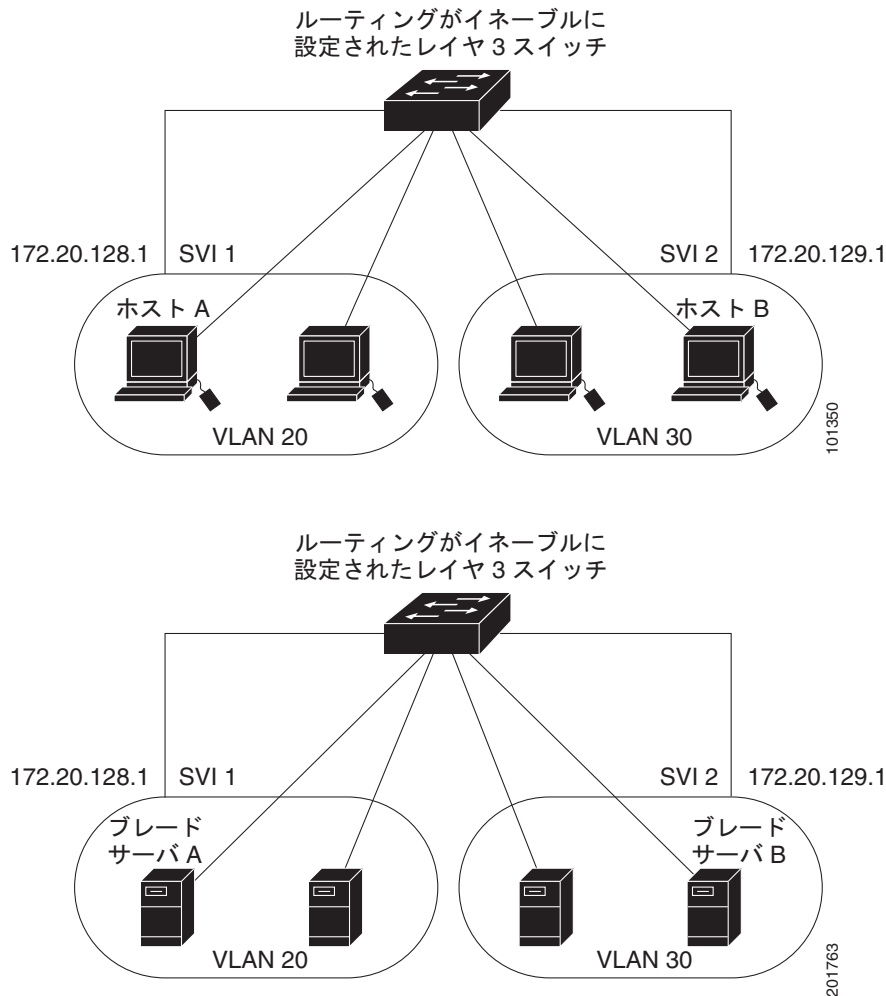 ルーティングがイネーブルに
設定されたレイヤ 3 スイッチ
172.20.128.1 SVI 1
SVI 2 172.20.129.1
ホスト A
ホスト B
VLAN 20
VLAN 30
101350
ルーティングがイネーブルに
設定されたレイヤ 3 スイッチ
172.20.128.1 SVI 1
SVI 2 172.20.129.1
ブレード
サーバ A
ブレード
サーバ B
VLAN 20
VLAN 30
201763